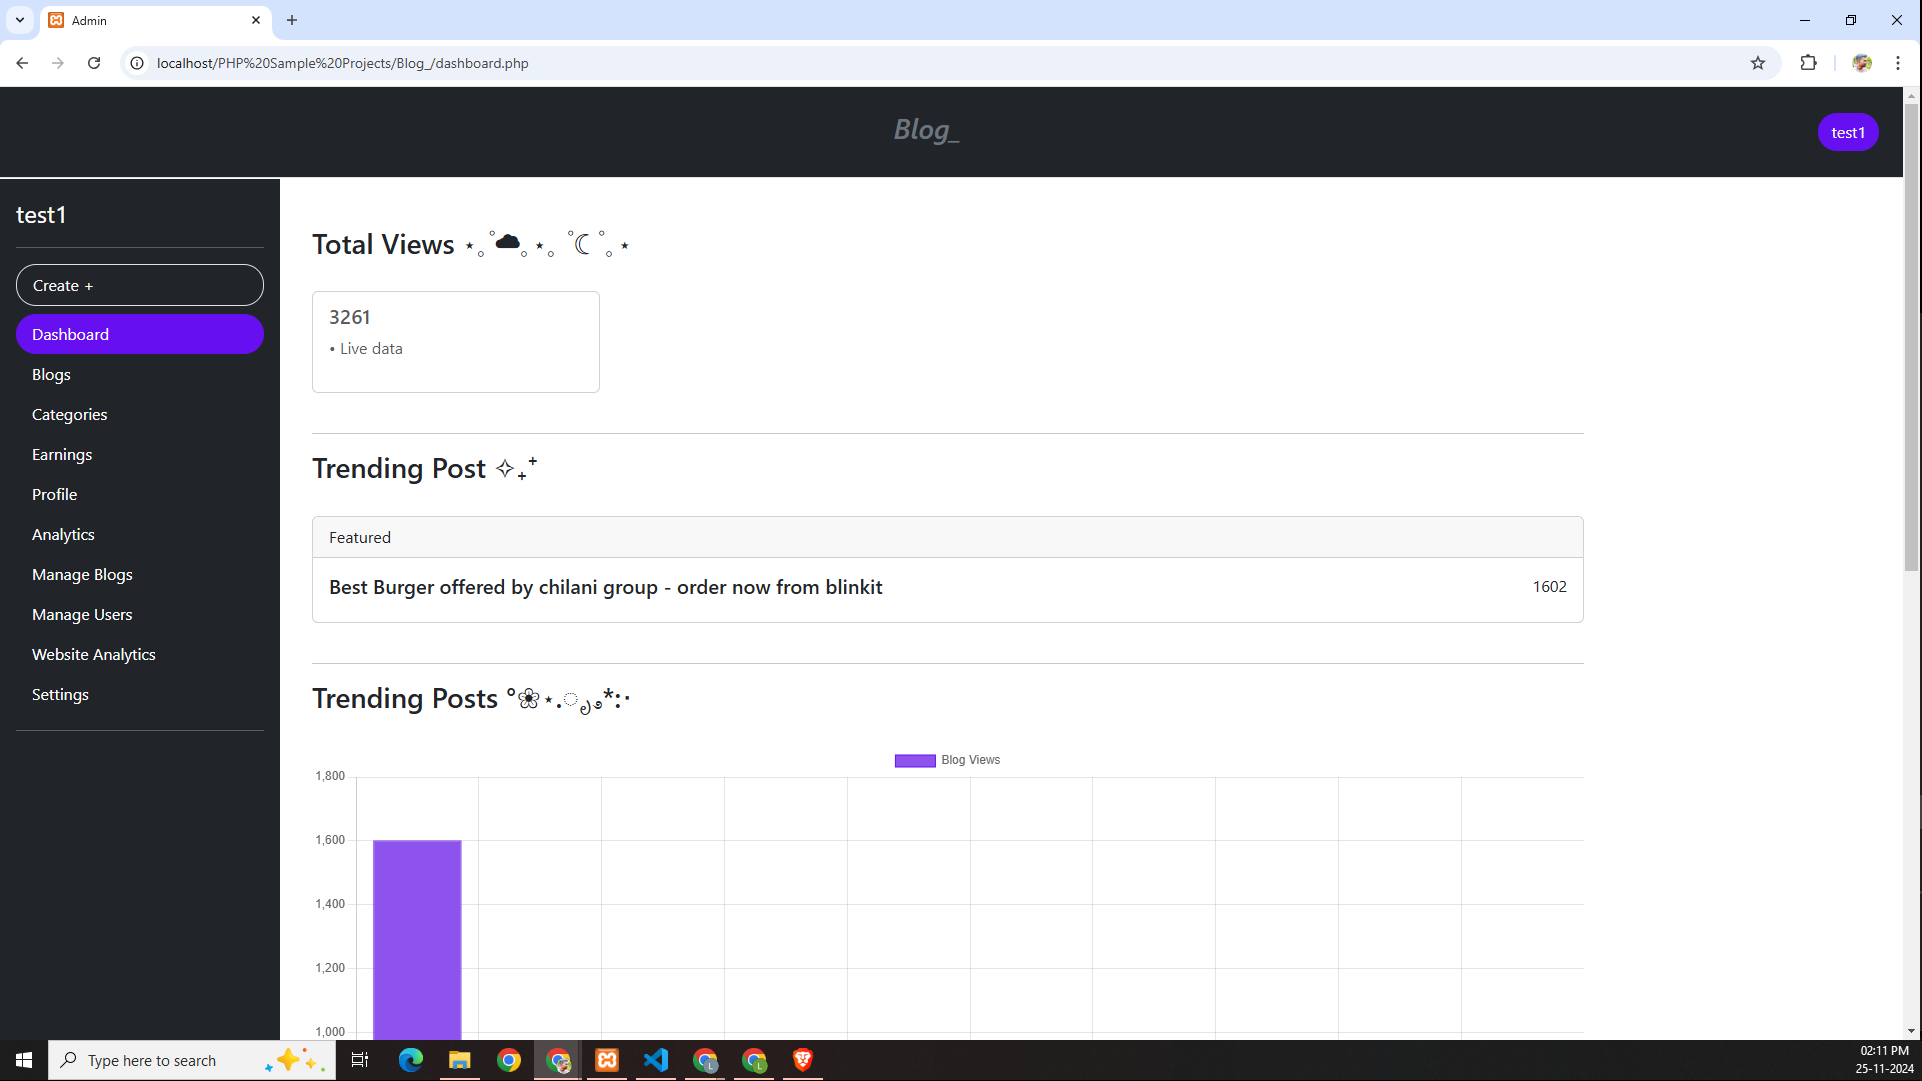 Admin
localhost/PHP%20Sample%20Projects/Blog_/dashboard.php
Blog_
test1
test1
Create +
Dashboard
Blogs
Categories
Earnings
Profile
Analytics
Manage Blogs
Manage Users
Website Analytics
Settings
Total Views ⋆｡˚☁︎｡⋆｡ ˚☾˚｡⋆
3261
• Live data
Trending Post ✧₊⁺
Featured
Best Burger offered by chilani group - order now from blinkit 1602
Trending Posts °❀⋆.ೃ࿔*:･
Blog Views
1,800
1,600
1,400
1,200
1,000
Type here to search
02:11 PM
25-11-2024